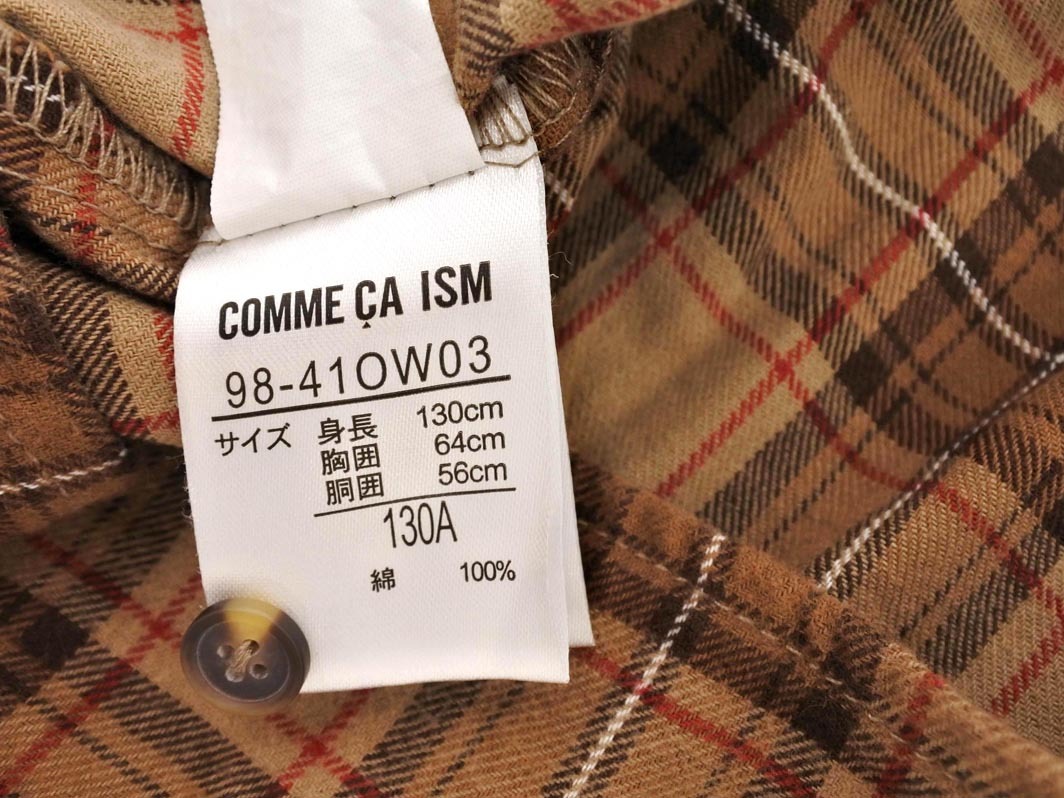 COMME ÇA ISM
98-41OW03
サイズ 身長 130cm
胸囲 64cm
胴囲 56cm
130A
綿 100%